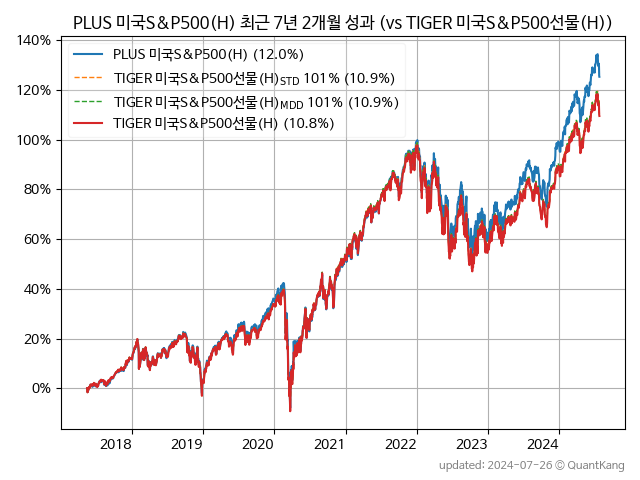 PLUS 미국S&P500(H) 최근 7년 2개월 성과 (vs TIGER 미국S&P500선물(H))
140%
120%
100%
80%
60%
40%
20%
0%
PLUS 미국S&P500(H) (12.0%)
TIGER 미국S&P500선물(H)STD 101% (10.9%)
TIGER 미국S&P500선물(H)MDD 101% (10.9%)
TIGER 미국S&P500선물(H) (10.8%)
2018 2019 2020 2021 2022 2023 2024
updated: 2024-07-26 © QuantKang